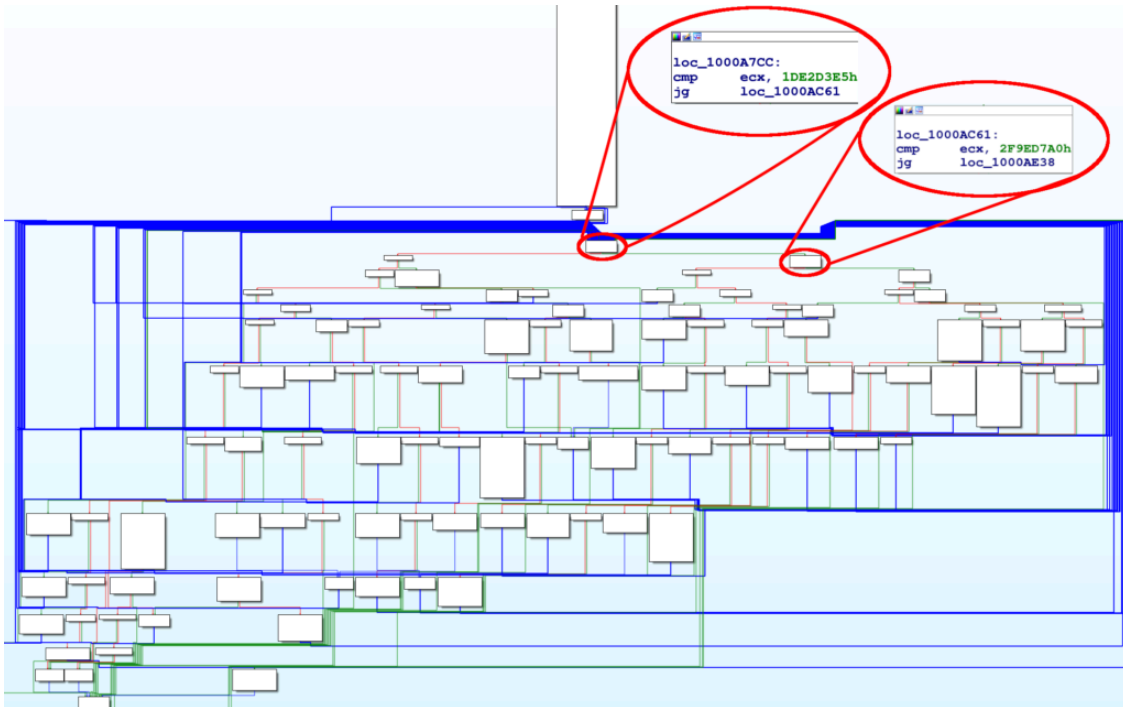 loc_1000A7CC:
cmp ecx, 1DE2D3E5h
jg loc_1000AC61
loc_1000AC61:
cmp ecx, 2F9ED7A0h
jg loc_1000AE38